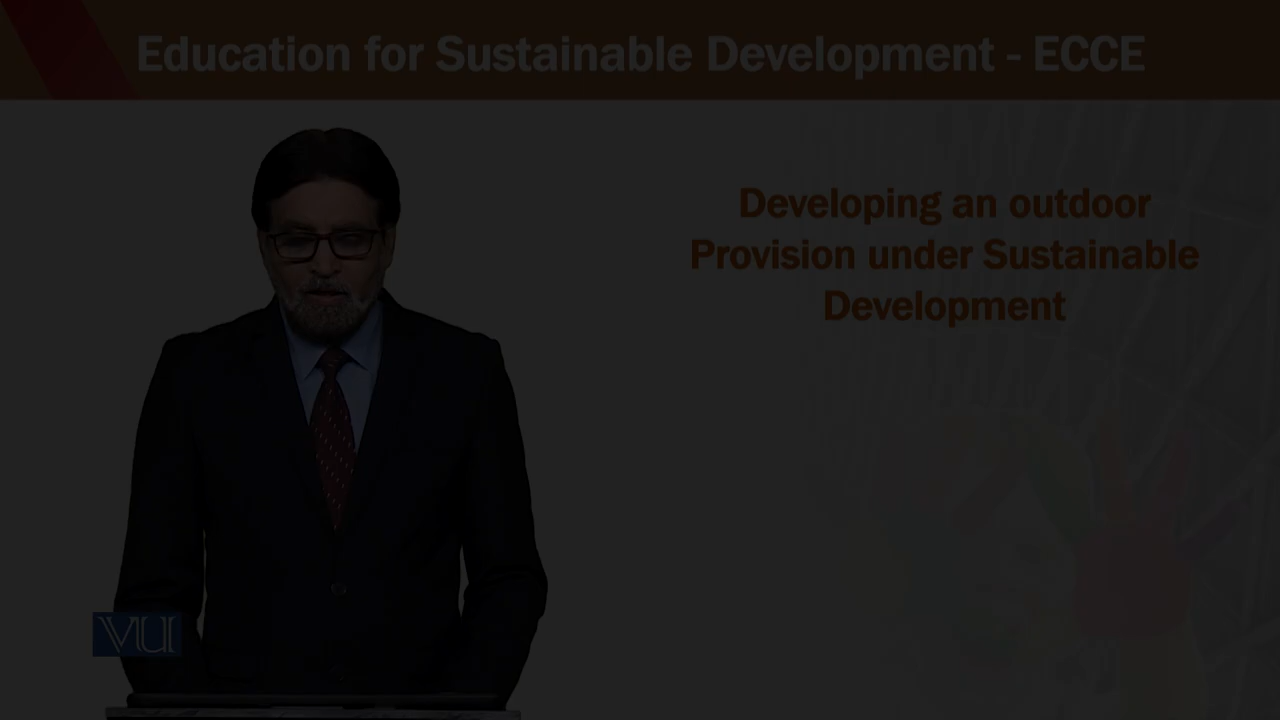 Education for Sustainable Development - ECCE
Developing an outdoor
Provision under Sustainable
Development
VU